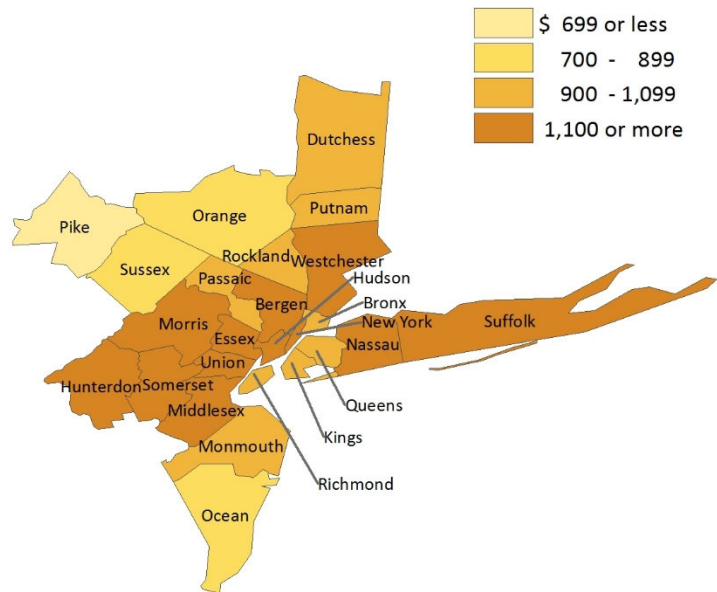 $ 699 or less
700 - 899
900 - 1,099
1,100 or more
Dutchess
Putnam
Orange
Pike
Rockland
Westchester
Sussex
Passaic
Hudson
Bergen
Bronx
Morris
New York
Suffolk
Essex
Nassau
Union
Hunterdon
Somerset
Middlesex
Queens
Kings
Monmouth
Richmond
Ocean